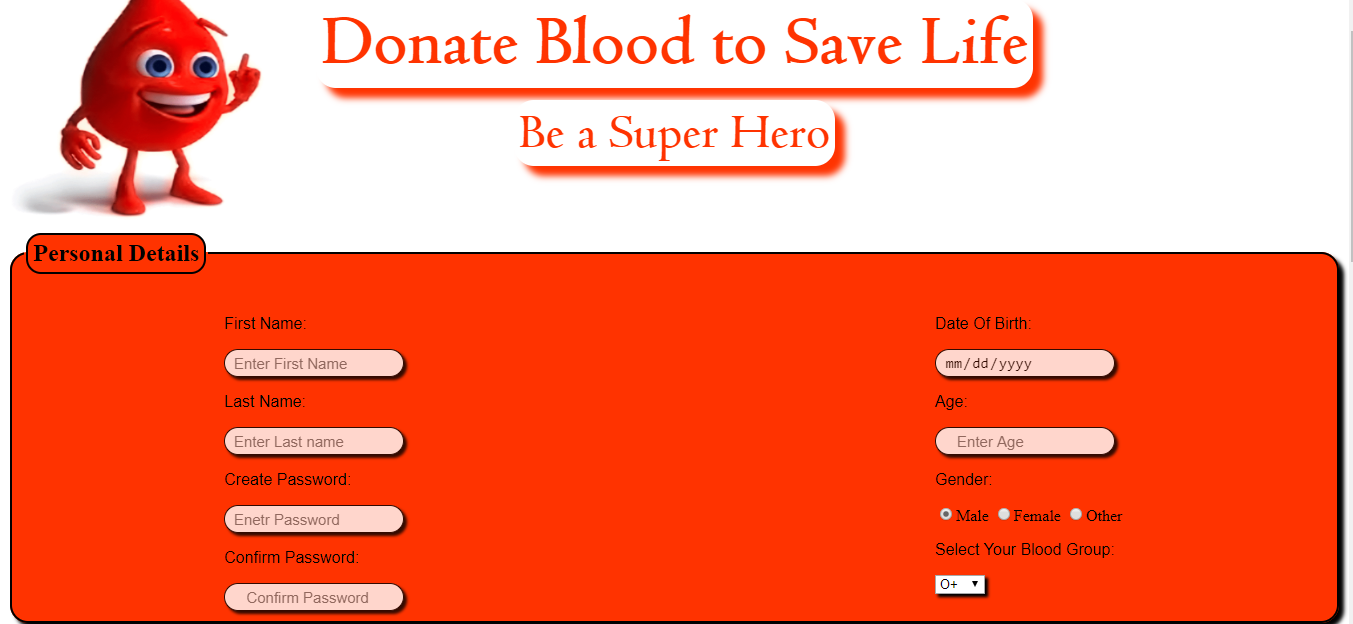 Donate Blood to Save Life
Be a Super Hero
Personal Details
First Name:
Enter First Name
Last Name:
Enter Last name
Create Password:
Enetr Password
Confirm Password:
Confirm Password
Date Of Birth:
mm/dd/yyyy
Age:
Enter Age
Gender:
Male Female Other
Select Your Blood Group:
O+